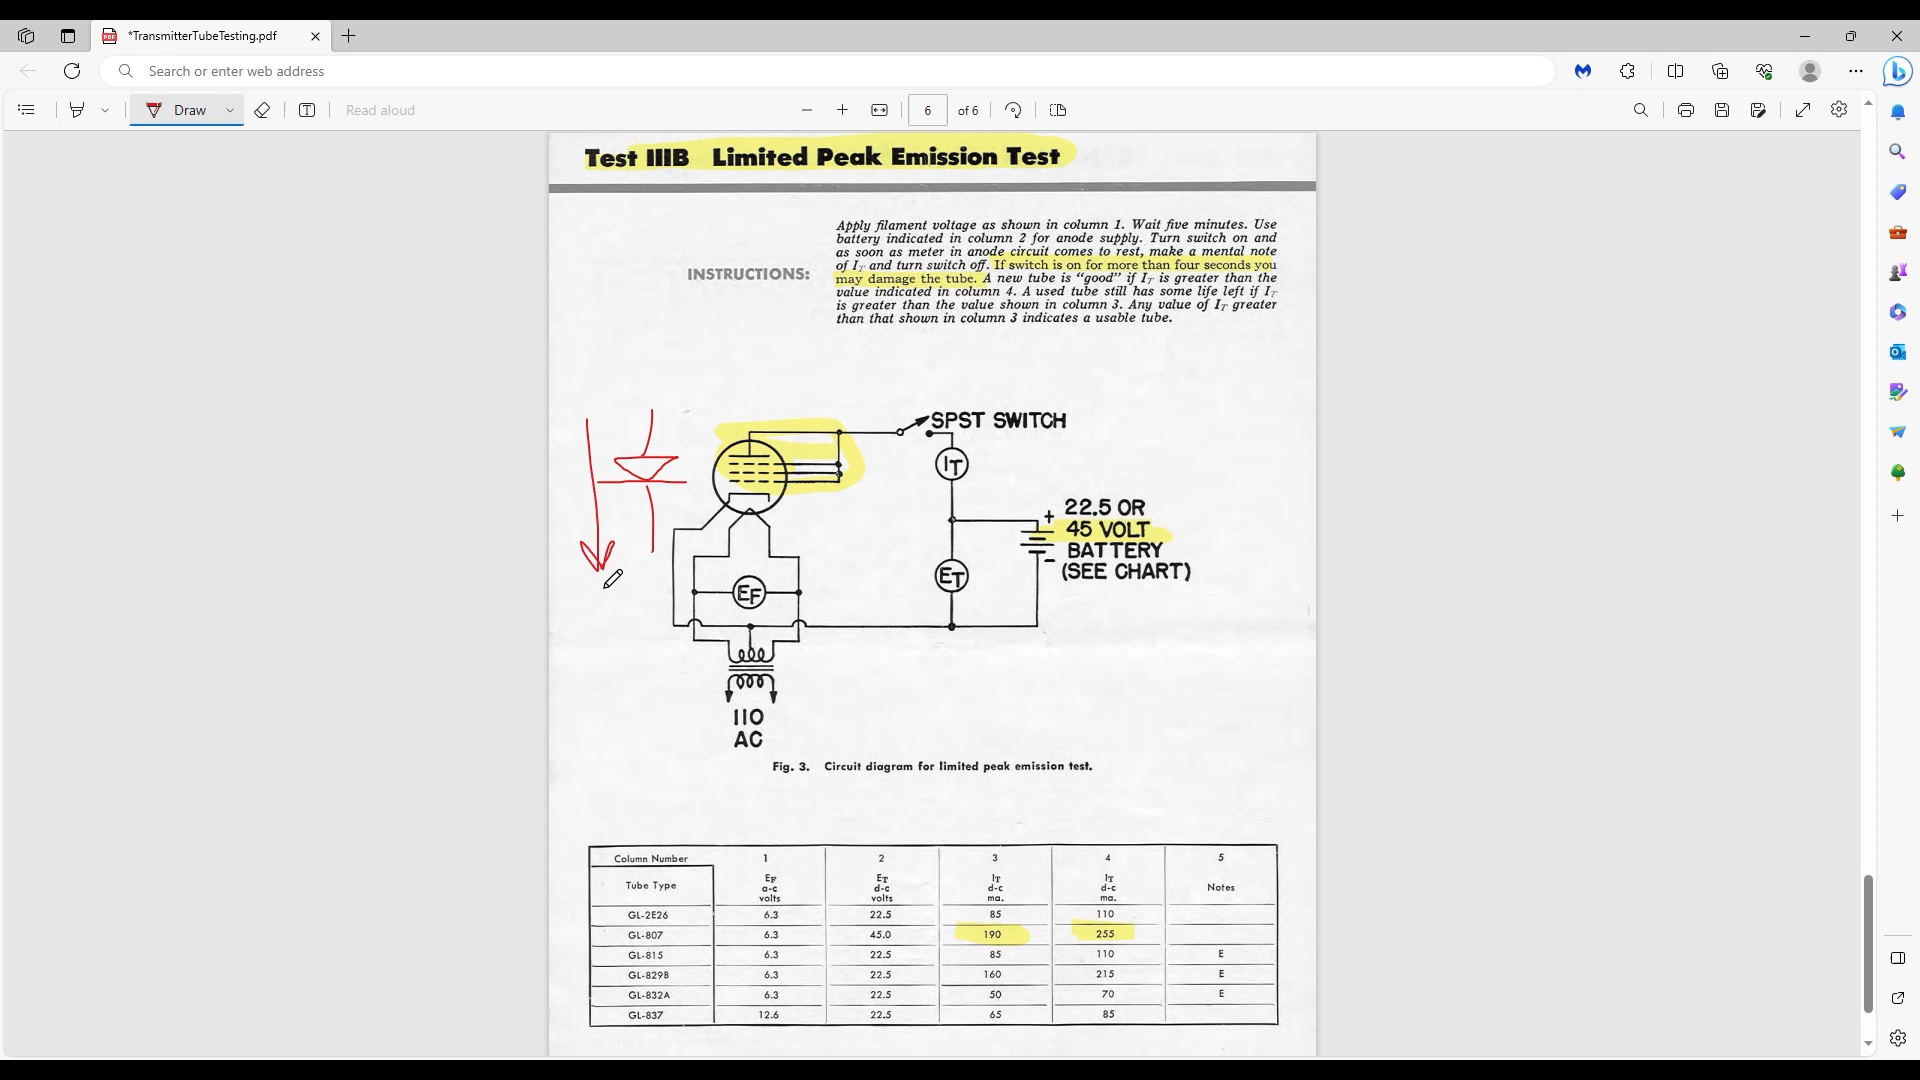 *TransmitterTubeTesting.pdf
Search or enter web address
Draw
Read aloud
6 of 6
Test IIIB Limited Peak Emission Test
INSTRUCTIONS:
Apply filament voltage as shown in column 1. Wait five minutes. Use
battery indicated in column 2 for anode supply. Turn switch on and
as soon as meter in anode circuit comes to rest, make a mental note
of IT and turn switch off. If switch is on for more than four seconds you
may damage the tube. A new tube is “good” if IT is greater than the
value indicated in column 4. A used tube still has some life left if IT
is greater than the value shown in column 3. Any value of IT greater
than that shown in column 3 indicates a usable tube.
SPST SWITCH
IT
+ 22.5 OR
45 VOLT
BATTERY
- (SEE CHART)
ET
EF
110
AC
Fig. 3. Circuit diagram for limited peak emission test.
Column Number 1 2 3 4 5
Tube Type EF a-c volts ET d-c volts IT d-c ma. IT d-c ma. Notes
GL-2E26 6.3 22.5 85 110
GL-807 6.3 45.0 190 255
GL-815 6.3 22.5 85 110 E
GL-829B 6.3 22.5 160 215 E
GL-832A 6.3 22.5 50 70 E
GL-837 12.6 22.5 65 85